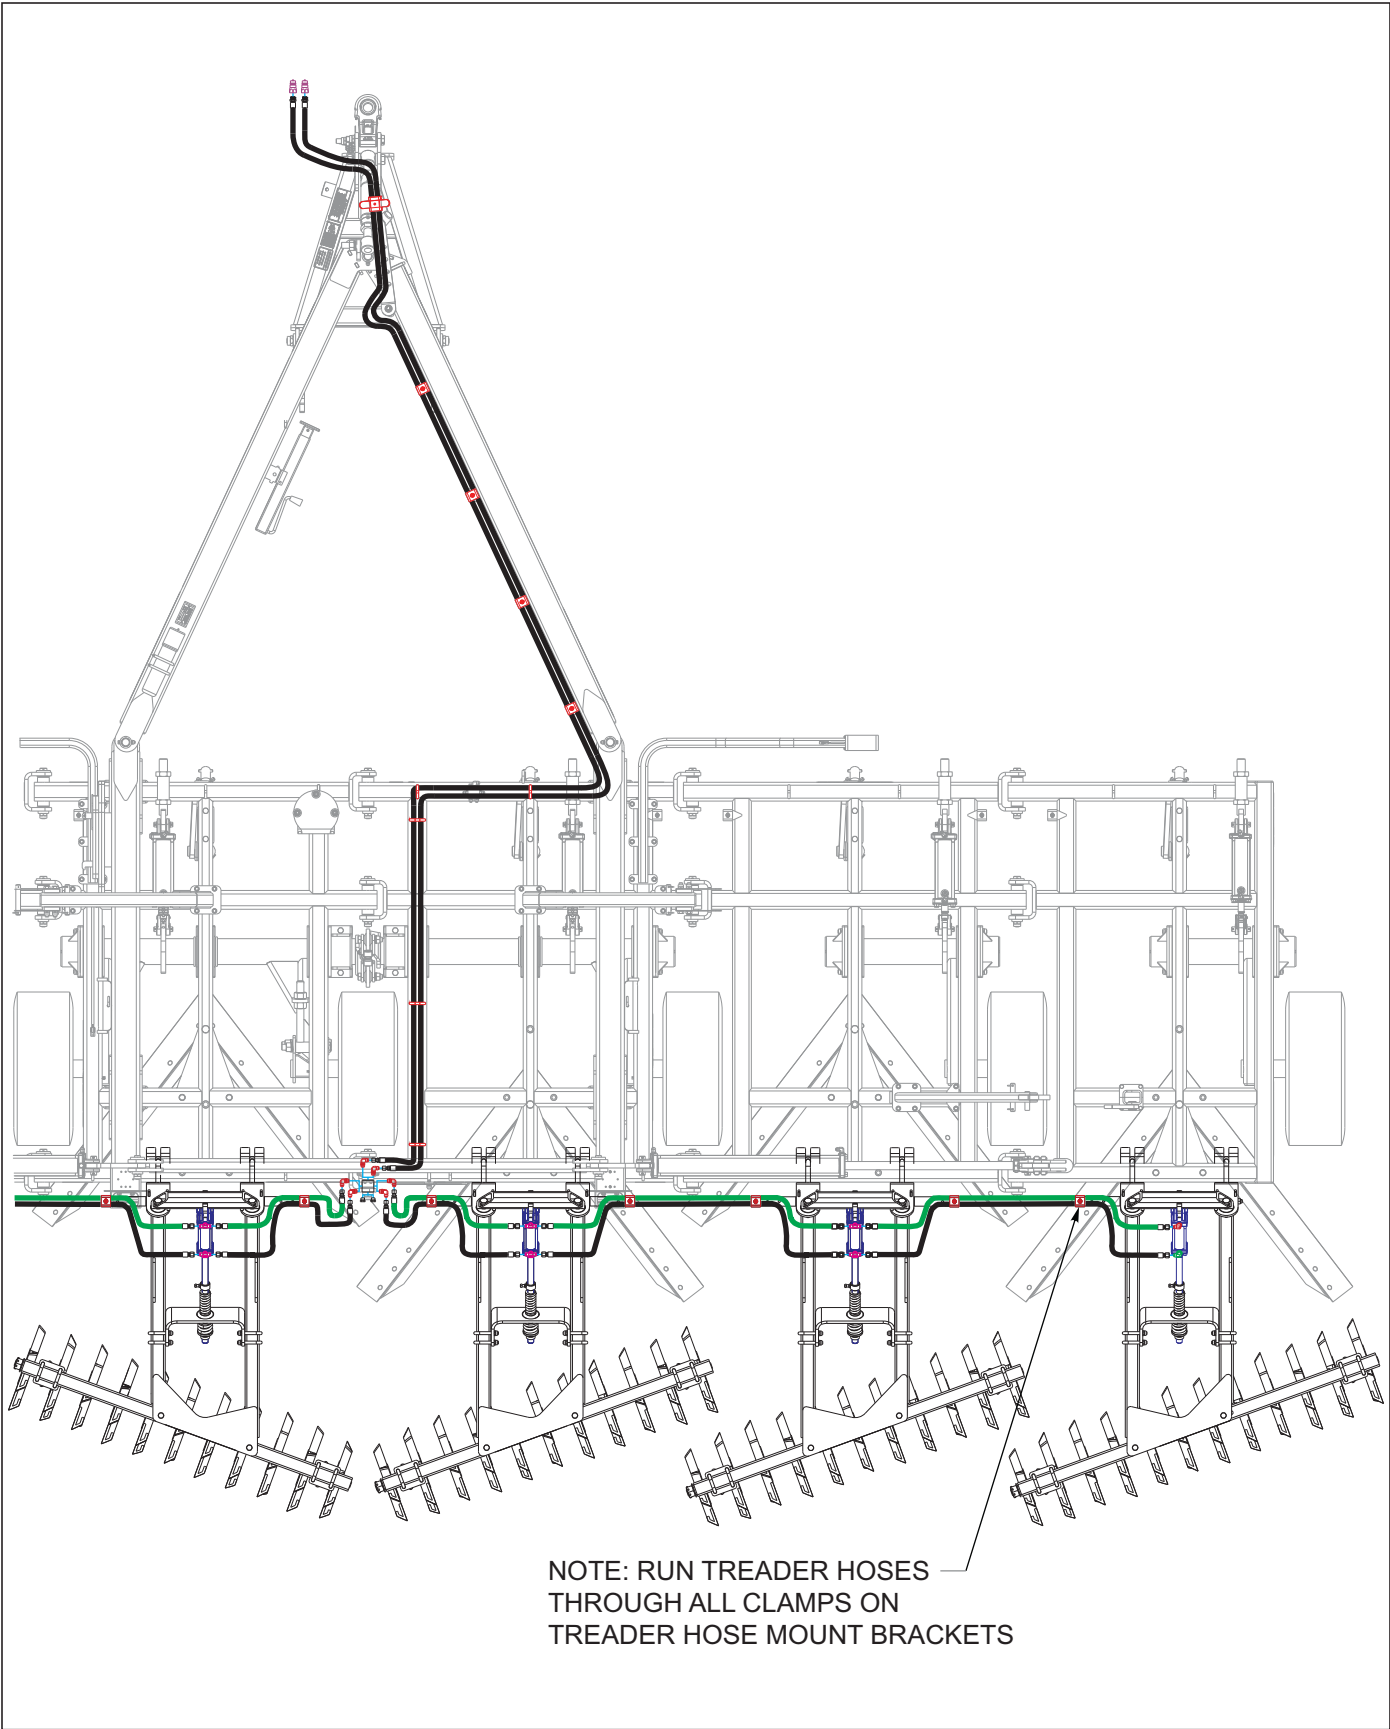 NOTE: RUN TREADER HOSES
THROUGH ALL CLAMPS ON
TREADER HOSE MOUNT BRACKETS